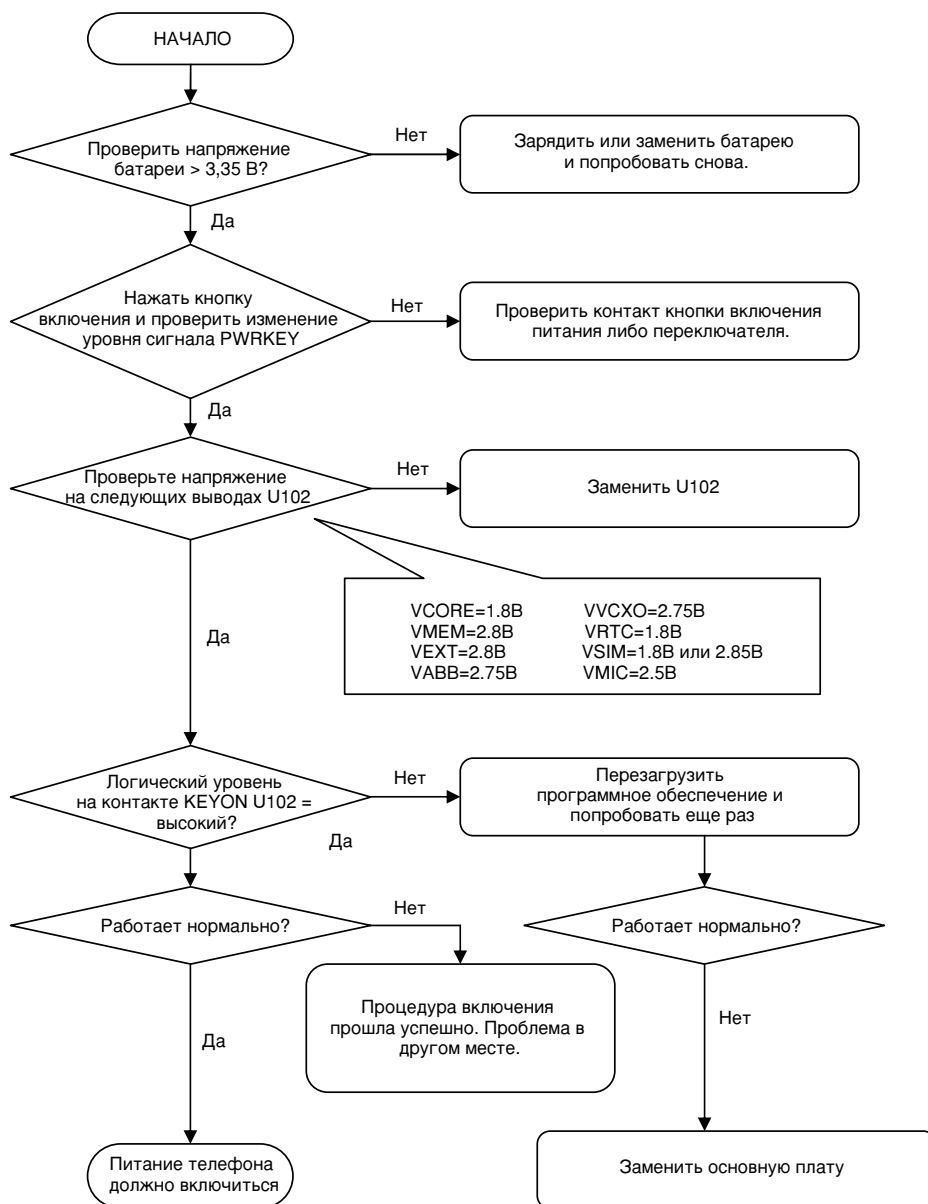 НАЧАЛО
Проверить напряжение
батареи > 3,35 В?
Нет
Зарядить или заменить батарею
и попробовать снова.
Да
Нажать кнопку
включения и проверить изменение
уровня сигнала PWRKEY
Нет
Проверить контакт кнопки включения
питания либо переключателя.
Да
Проверьте напряжение
на следующих выводах U102
Нет
Заменить U102
VCORE=1.8В VVCXO=2.75В
VMEM=2.8В VRTC=1.8В
VEXT=2.8В VSIM=1.8В или 2.85В
VABB=2.75В VMIC=2.5В
Да
Логический уровень
на контакте KEYON U102 =
высокий?
Нет
Перезагрузить
программное обеспечение и
попробовать еще раз
Да
Работает нормально?
Нет
Работает нормально?
Процедура включения
прошла успешно. Проблема в
другом месте.
Да
Нет
Питание телефона
должно включиться
Заменить основную плату